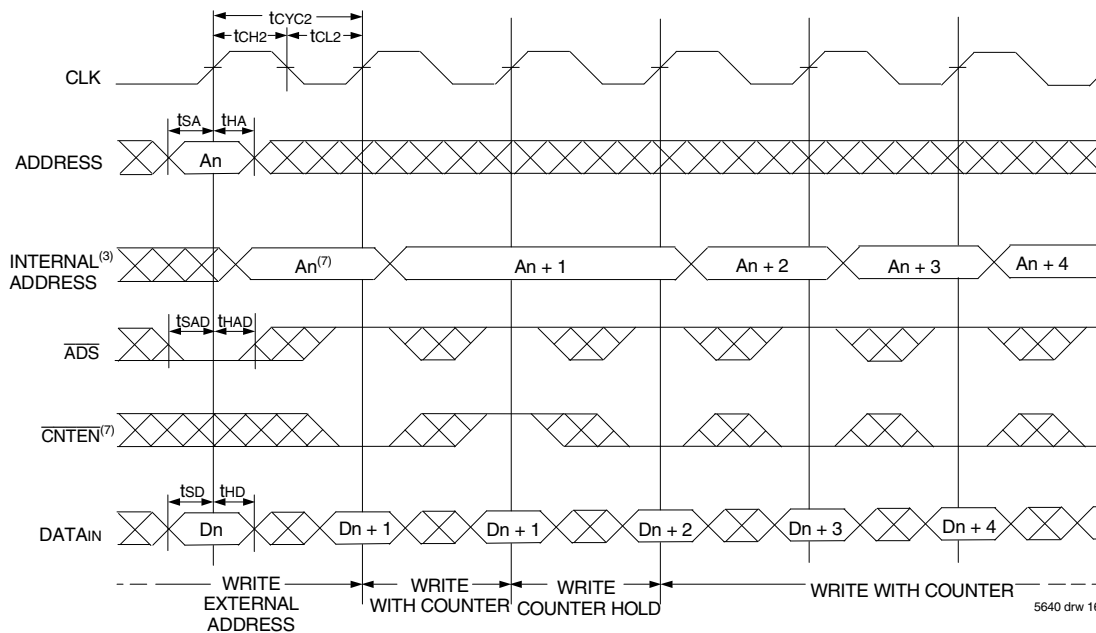 tCYC2
tCH2 tCL2
CLK
tSA tHA
ADDRESS An
INTERNAL(3)
ADDRESS
An(7) An + 1 An + 2 An + 3 An + 4
tSAD tHAD
ADS
CNTEN(7)
tSD tHD
DATAIN Dn Dn + 1 Dn + 1 Dn + 2 Dn + 3 Dn + 4
WRITE
EXTERNAL
ADDRESS
WRITE
WITH COUNTER
WRITE
COUNTER HOLD
WRITE WITH COUNTER
5640 drw 16